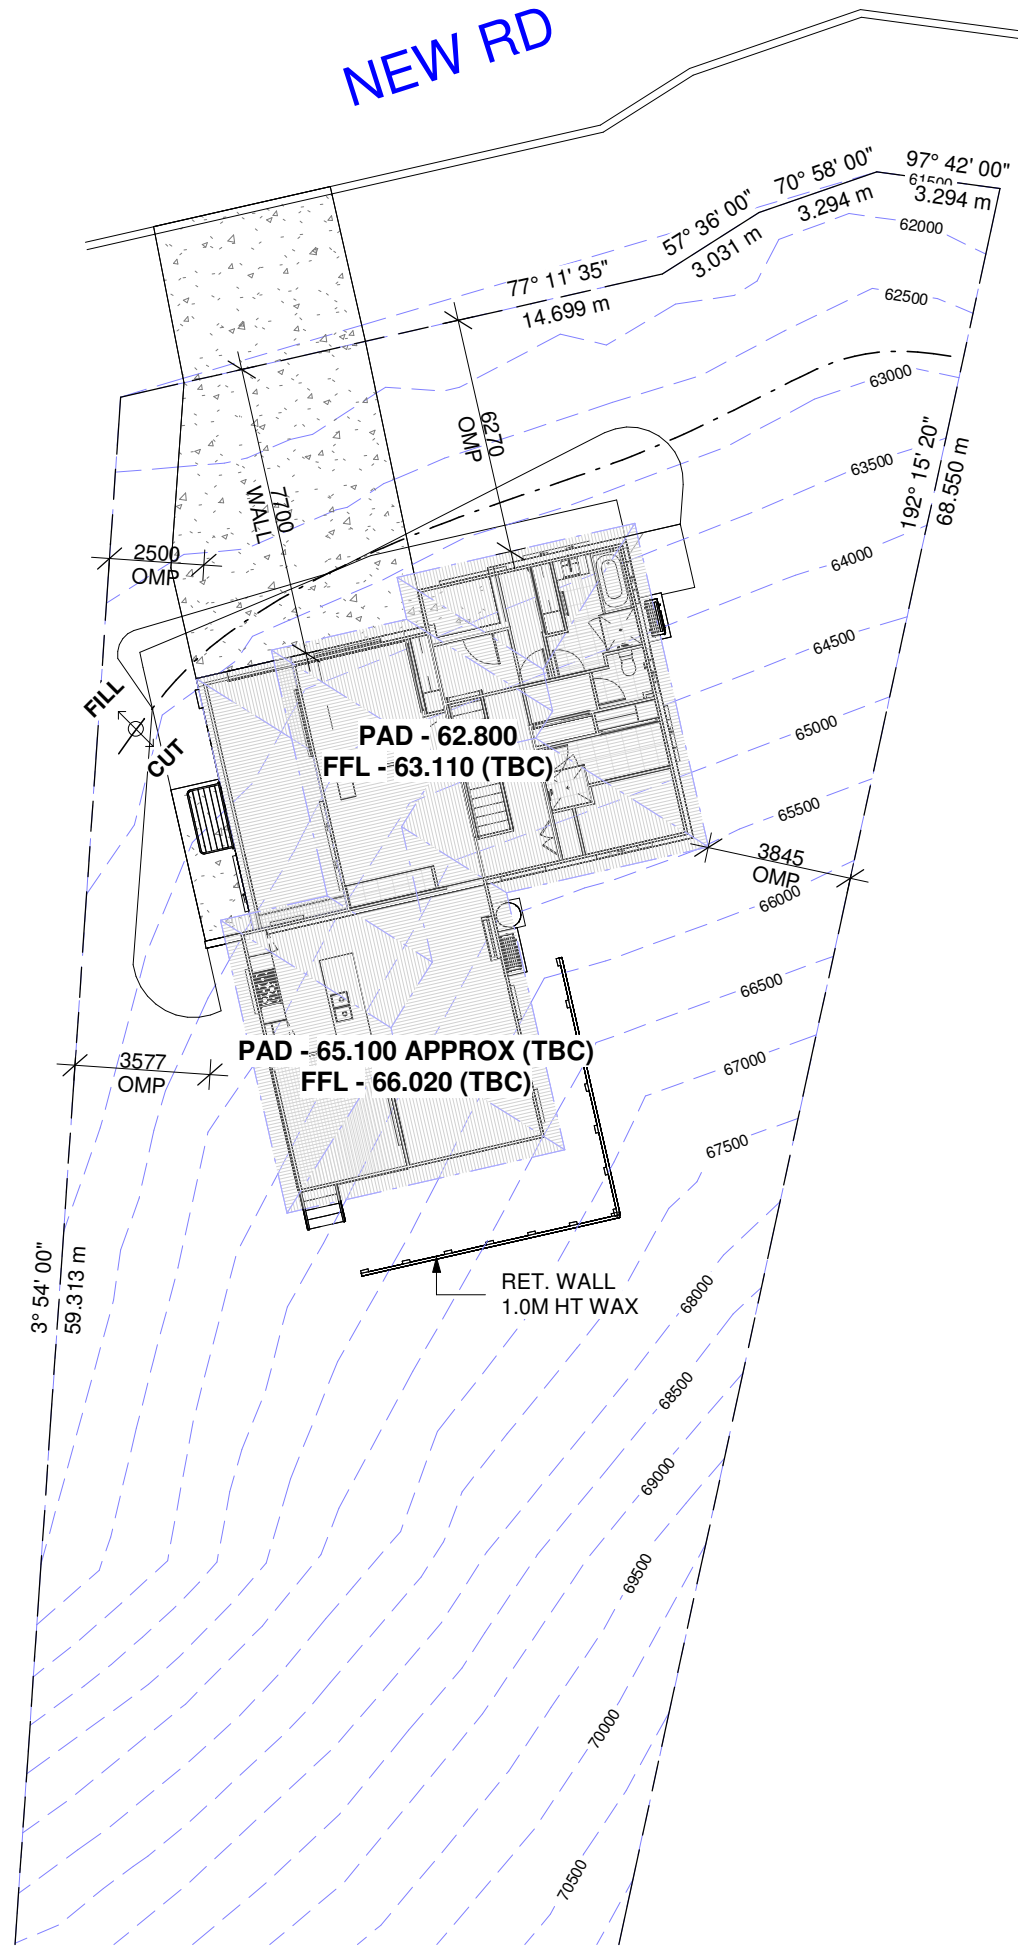 NEW RD
97° 42' 00"
61500
3.294 m
70° 58' 00"
3.294 m
62000
57° 36' 00"
3.031 m
77° 11' 35"
14.699 m
62500
63000
6270
OMP
7700
WALL
63500
192° 15' 20"
68.550 m
2500
OMP
64000
64500
FILL
CUT
65000
PAD - 62.800
FFL - 63.110 (TBC)
65500
3845
OMP
66000
66500
PAD - 65.100 APPROX (TBC)
FFL - 66.020 (TBC)
3577
OMP
67000
67500
3° 54' 00"
59.313 m
RET. WALL
1.0M HT WAX
68000
68500
69000
69500
70000
70500